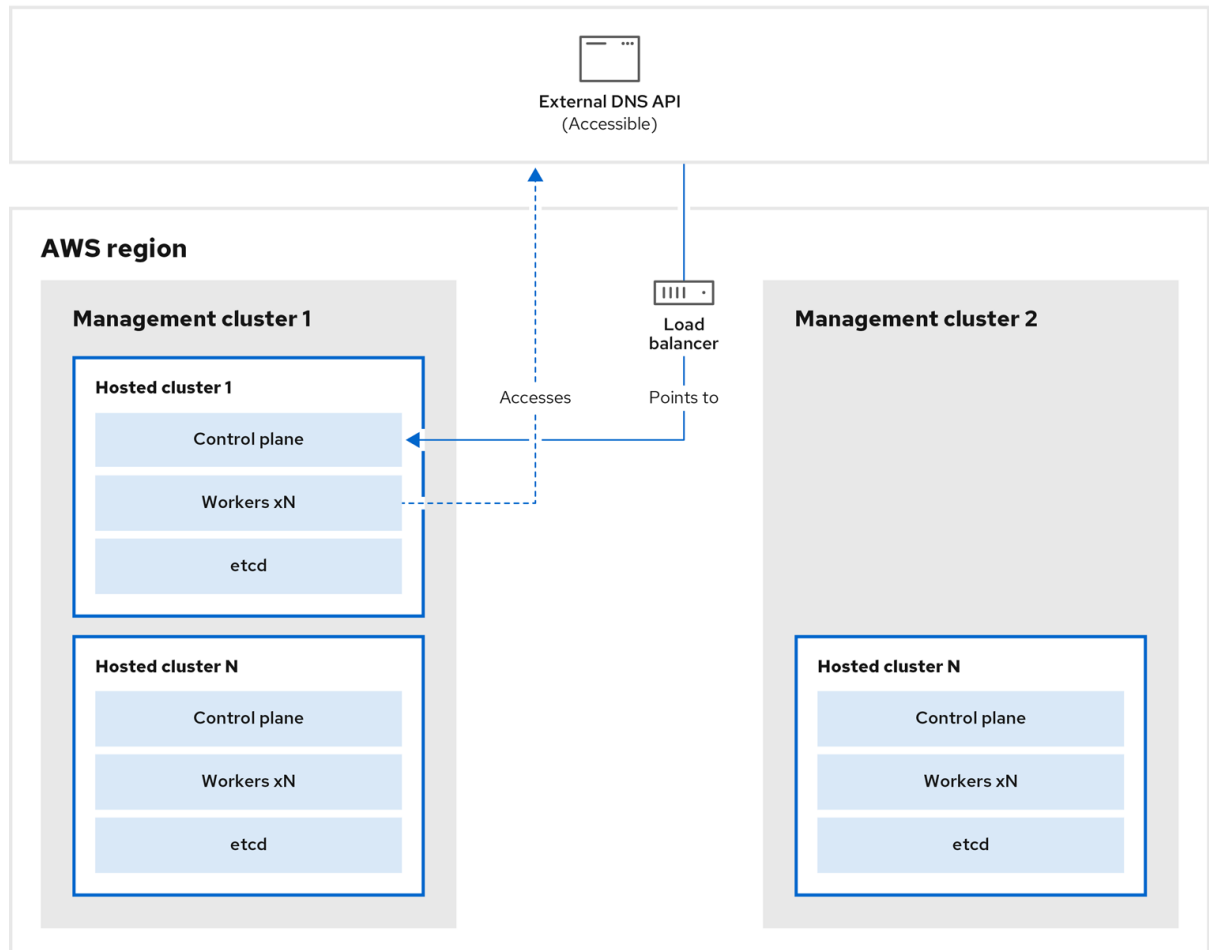 External DNS API
(Accessible)
AWS region
Management cluster 1
Hosted cluster 1
Control plane
Workers xN
etcd
Hosted cluster N
Control plane
Workers xN
etcd
Accesses
Load
balancer
Points to
Management cluster 2
Hosted cluster N
Control plane
Workers xN
etcd